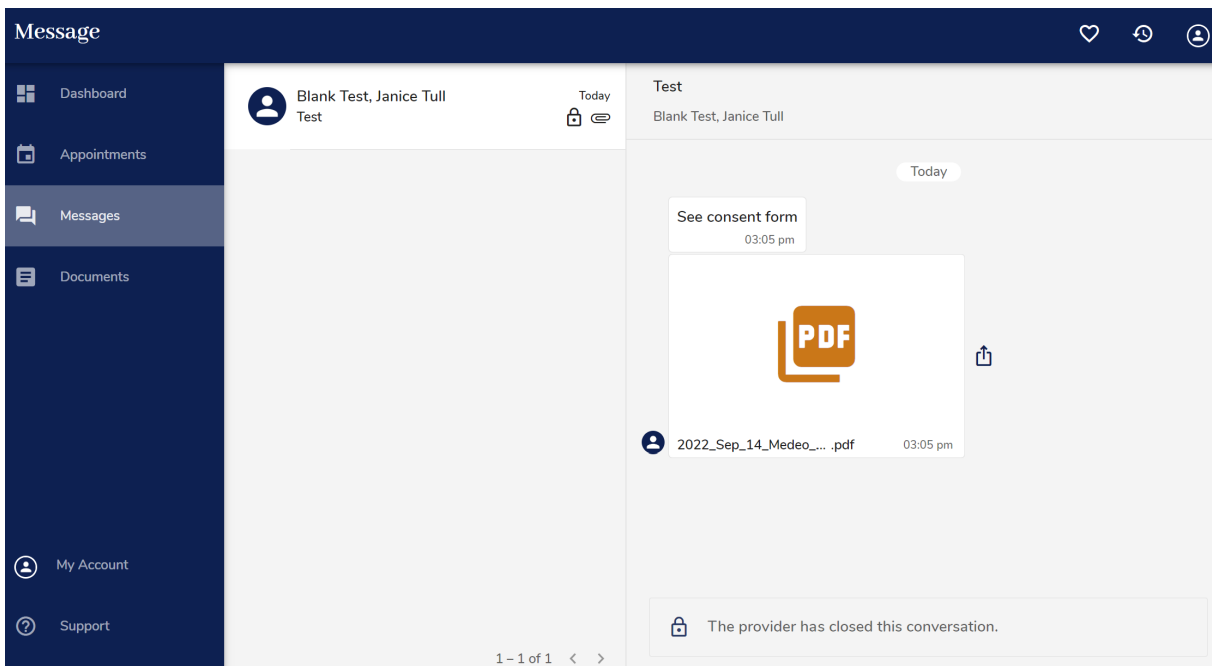 Message
Dashboard
Appointments
Messages
Documents
My Account
Support
Blank Test, Janice Tull
Today
Test
1 – 1 of 1
Test
Blank Test, Janice Tull
Today
See consent form
03:05 pm
PDF
2022_Sep_14_Medeo_... .pdf 03:05 pm
The provider has closed this conversation.